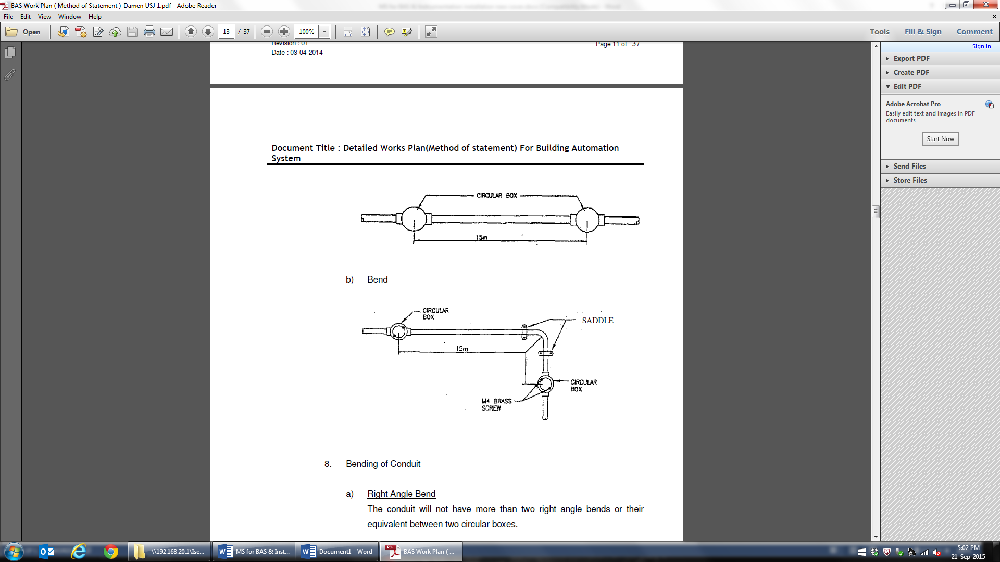 BAS Work Plan ( Method of Statement )-Damen USJ 1.pdf - Adobe Reader
File Edit View Window Help
Open 13 / 37 100% Tools Fill & Sign Comment
Sign In
Export PDF
Create PDF
Edit PDF
Adobe Acrobat Pro
Easily edit text and images in PDF
documents
Start Now
Send Files
Store Files
Revision : 01
Date : 03-04-2014
Page 11 of 37
Document Title : Detailed Works Plan(Method of statement) For Building Automation
System
CIRCULAR BOX
15m
b) Bend
CIRCULAR
BOX
SADDLE
15m
CIRCULAR
BOX
M4 BRASS
SCREW
8. Bending of Conduit
a) Right Angle Bend
The conduit will not have more than two right angle bends or their
equivalent between two circular boxes.
\\192.168.20.1\Ise...
MS for BAS & Inst...
Document1 - Word
BAS Work Plan ( ...
5:02 PM
21-Sep-2015